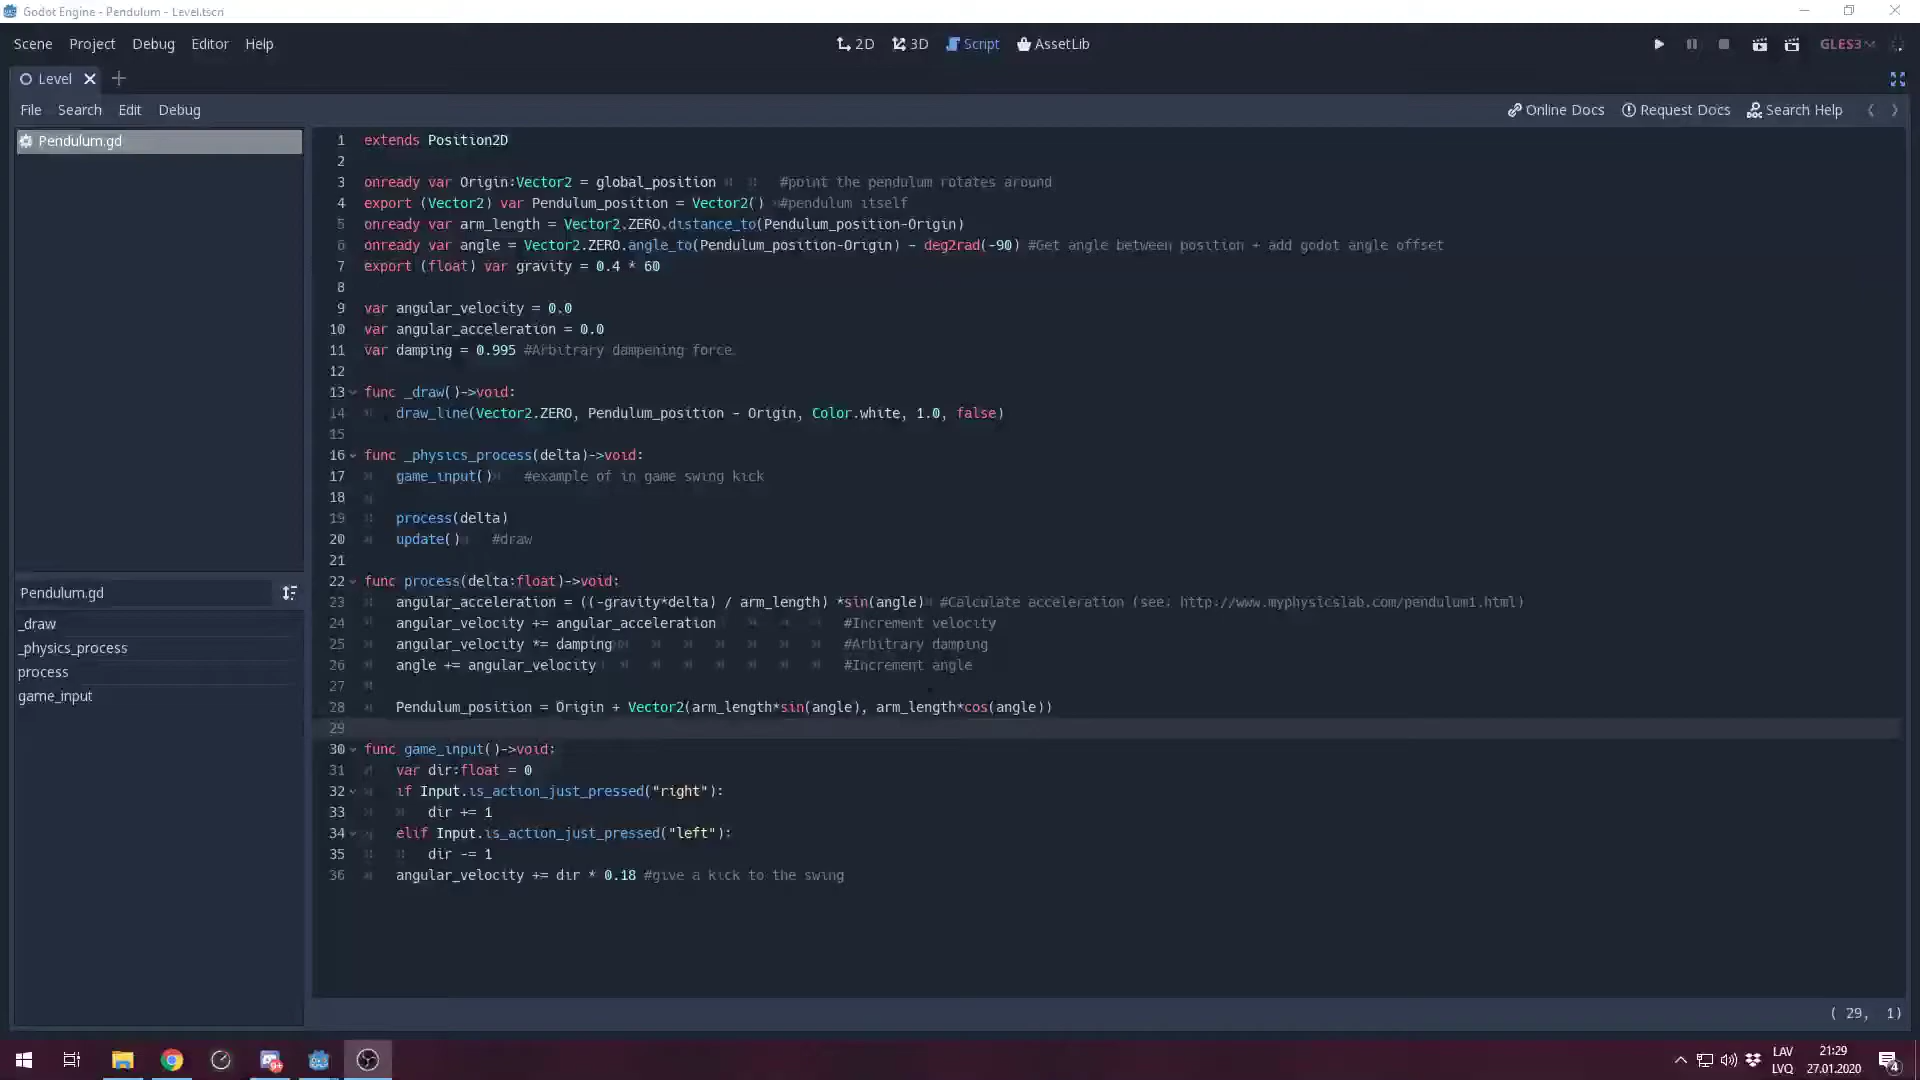 Godot Engine - Pendulum - Level.tscn
Scene Project Debug Editor Help
2D 3D Script AssetLib
GLES3
Level
File Search Edit Debug
Online Docs Request Docs Search Help
Pendulum.gd
1 extends Position2D
2
3 onready var Origin:Vector2 = global_position #point the pendulum rotates around
4 export (Vector2) var Pendulum_position = Vector2() #pendulum itself
5 onready var arm_length = Vector2.ZERO.distance_to(Pendulum_position-Origin)
6 onready var angle = Vector2.ZERO.angle_to(Pendulum_position-Origin) - deg2rad(-90) #Get angle between position + add godot angle offset
7 export (float) var gravity = 0.4 * 60
8
9 var angular_velocity = 0.0
10 var angular_acceleration = 0.0
11 var damping = 0.995 #Arbitrary dampening force
12
13 func _draw()->void:
14 draw_line(Vector2.ZERO, Pendulum_position - Origin, Color.white, 1.0, false)
15
16 func _physics_process(delta)->void:
17 game_input() #example of in game swing kick
18
19 process(delta)
20 update() #draw
21
22 func process(delta:float)->void:
23 angular_acceleration = ((-gravity*delta) / arm_length) *sin(angle) #Calculate acceleration (see: http://www.myphysicslab.com/pendulum1.html)
24 angular_velocity += angular_acceleration #Increment velocity
25 angular_velocity *= damping #Arbitrary damping
26 angle += angular_velocity #Increment angle
27
28 Pendulum_position = Origin + Vector2(arm_length*sin(angle), arm_length*cos(angle))
29
30 func game_input()->void:
31 var dir:float = 0
32 if Input.is_action_just_pressed("right"):
33 dir += 1
34 elif Input.is_action_just_pressed("left"):
35 dir -= 1
36 angular_velocity += dir * 0.18 #give a kick to the swing
Pendulum.gd
_draw
_physics_process
process
game_input
( 29, 1)
9+
LAV
LVQ
21:29
27.01.2020
4